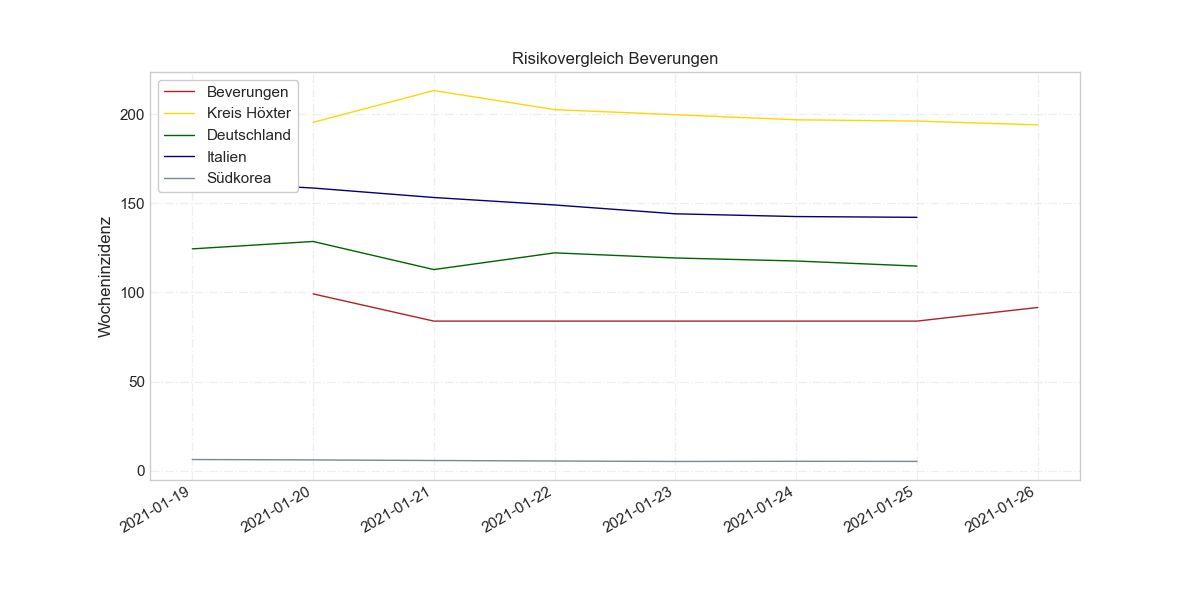 Risikovergleich Beverungen
Beverungen
Kreis Höxter
Deutschland
Italien
Südkorea
Wocheninzidenz
200
150
100
50
0
2021-01-19
2021-01-20
2021-01-21
2021-01-22
2021-01-23
2021-01-24
2021-01-25
2021-01-26